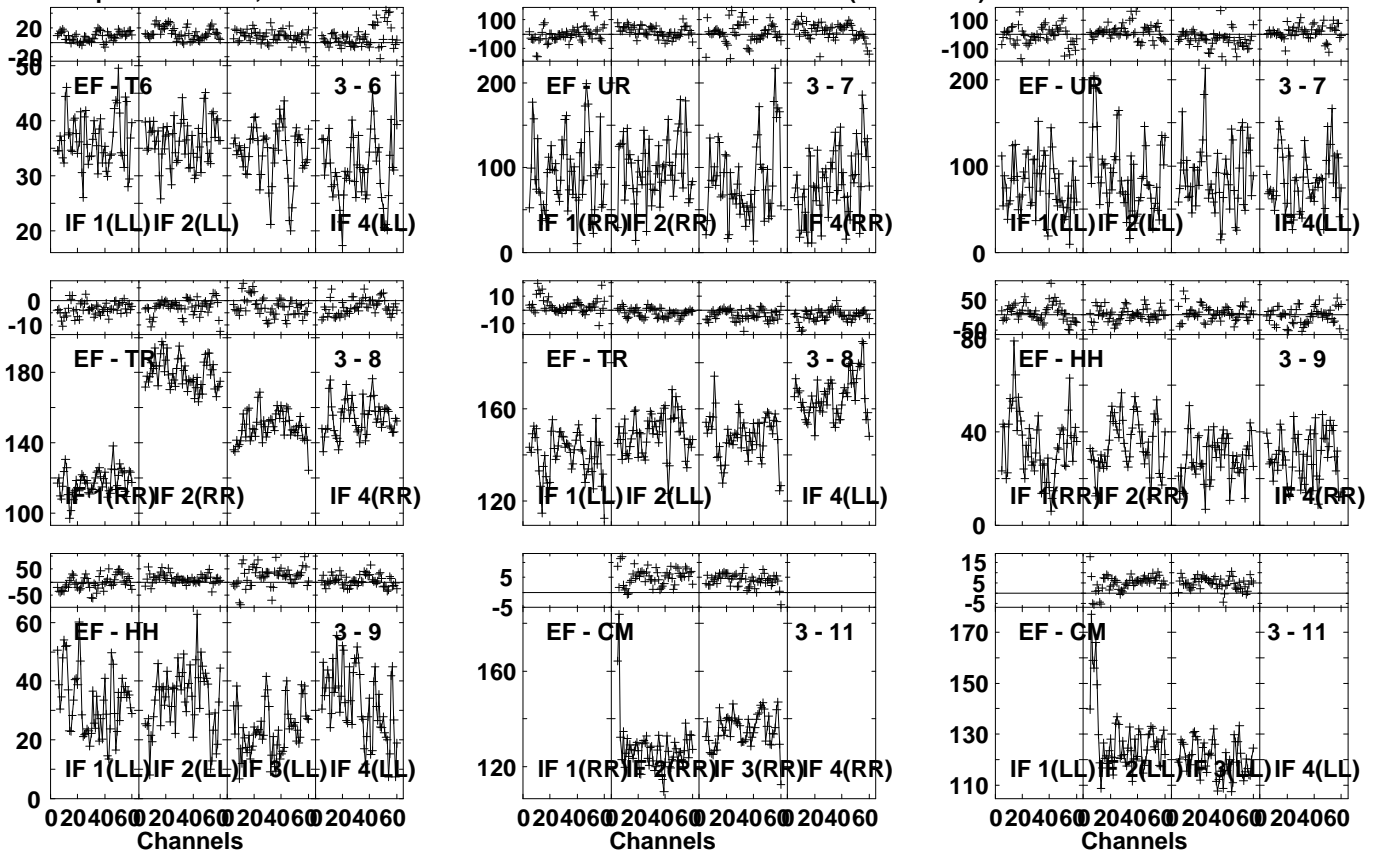 20
-20
50
40
30
20
EF - T6 3 - 6
IF 1(LL) IF 2(LL) IF 4(LL)
100
-100
200
100
0
EF - UR 3 - 7
IF 1(RR) IF 2(RR) IF 4(RR)
100
-100
200
100
0
EF - UR 3 - 7
IF 1(LL) IF 2(LL) IF 4(LL)
0
-10
180
140
100
EF - TR 3 - 8
IF 1(RR) IF 2(RR) IF 4(RR)
10
-10
160
120
EF - TR 3 - 8
IF 1(LL) IF 2(LL) IF 4(LL)
50
-50
80
40
0
EF - HH 3 - 9
IF 1(RR) IF 2(RR) IF 4(RR)
50
-50
60
40
20
0
EF - HH 3 - 9
IF 1(LL) IF 2(LL) IF 3(LL) IF 4(LL)
0 20 40 60 0 20 40 60 0 20 40 60 0 20 40 60
Channels
5
-5
160
120
EF - CM 3 - 11
IF 1(RR) IF 2(RR) IF 3(RR) IF 4(RR)
0 20 40 60 0 20 40 60 0 20 40 60 0 20 40 60
Channels
15
5
-5
170
150
130
110
EF - CM 3 - 11
IF 1(LL) IF 2(LL) IF 3(LL) IF 4(LL)
0 20 40 60 0 20 40 60 0 20 40 60 0 20 40 60
Channels